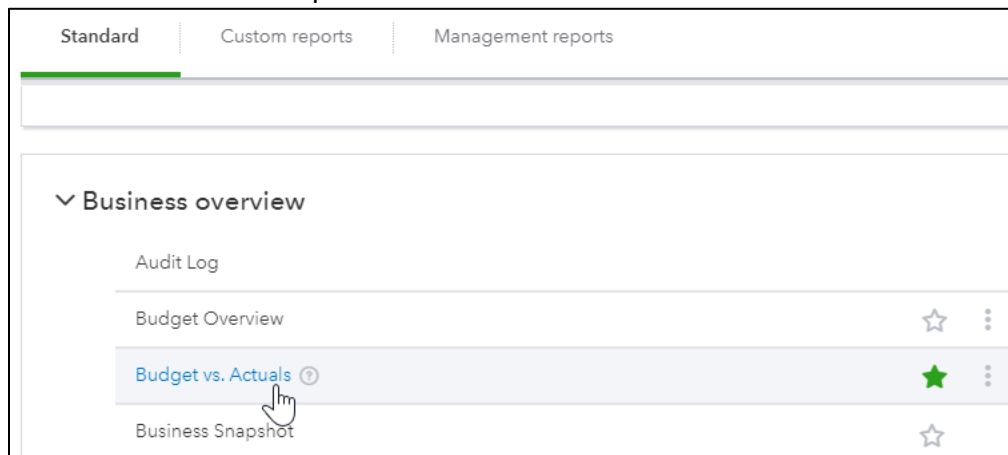 Standard Custom reports Management reports
Business overview
Audit Log
Budget Overview
Budget vs. Actuals ?
Business Snapshot